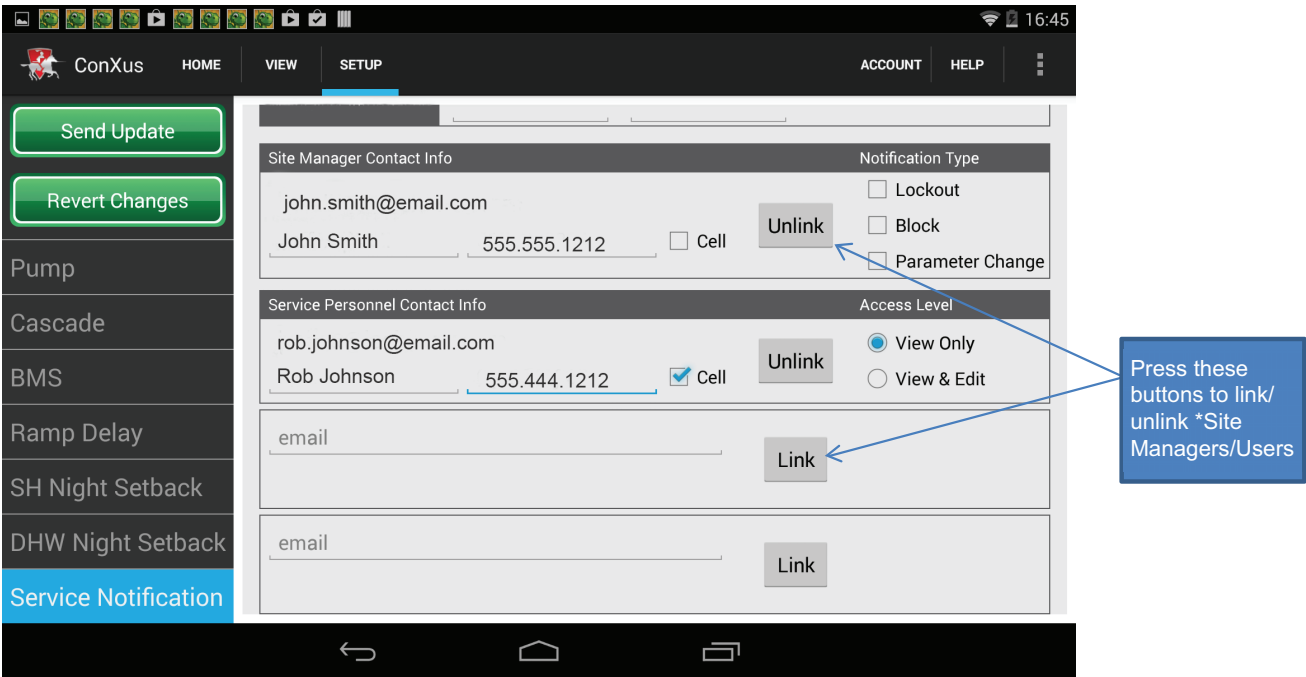 16:45
ConXus HOME VIEW SETUP ACCOUNT HELP
Send Update
Revert Changes
Pump
Cascade
BMS
Ramp Delay
SH Night Setback
DHW Night Setback
Service Notification
Site Manager Contact Info Notification Type
john.smith@email.com
John Smith 555.555.1212 Cell Unlink
Lockout
Block
Parameter Change
Service Personnel Contact Info Access Level
rob.johnson@email.com
Rob Johnson 555.444.1212 Cell Unlink
View Only
View & Edit
email Link
email Link
Press these
buttons to link/
unlink *Site
Managers/Users